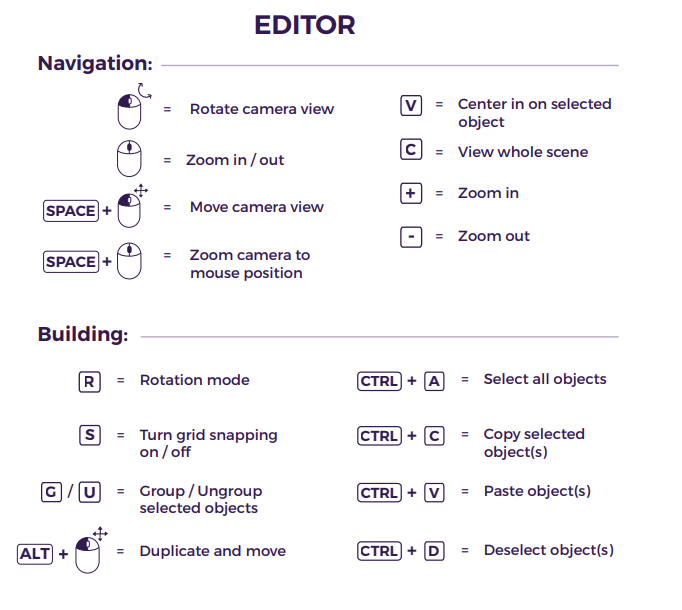 EDITOR
Navigation:
= Rotate camera view
= Zoom in / out
SPACE + = Move camera view
SPACE + = Zoom camera to
mouse position
V = Center in on selected
object
C = View whole scene
+ = Zoom in
- = Zoom out
Building:
R = Rotation mode
S = Turn grid snapping
on / off
G / U = Group / Ungroup
selected objects
ALT + = Duplicate and move
CTRL + A = Select all objects
CTRL + C = Copy selected
object(s)
CTRL + V = Paste object(s)
CTRL + D = Deselect object(s)